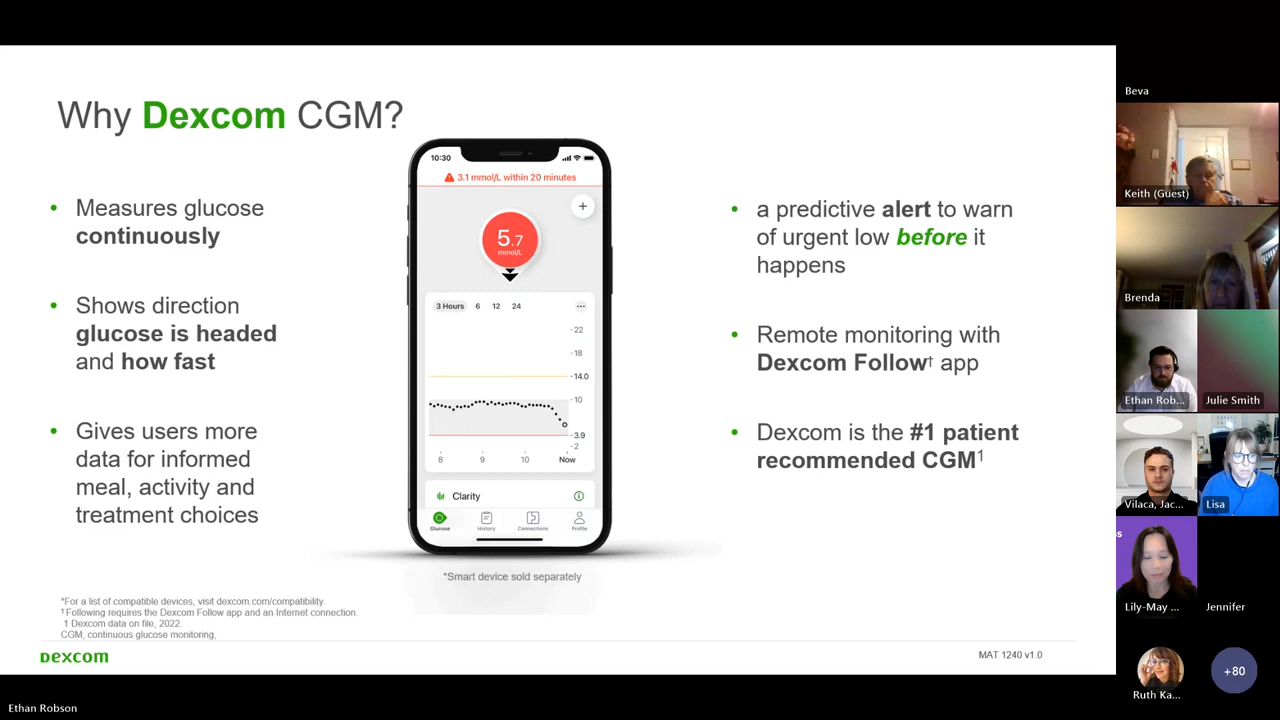 Why Dexcom CGM?
• Measures glucose
continuously
• Shows direction
glucose is headed
and how fast
• Gives users more
data for informed
meal, activity and
treatment choices
10:30
3.1 mmol/L within 20 minutes
+
5.7
mmol/L
3 Hours 6 12 24 ...
22
18
14.0
10
3.9
2
8 9 10 Now
Clarity
Glucose History Connections Profile
*Smart device sold separately
• a predictive alert to warn
of urgent low before it
happens
• Remote monitoring with
Dexcom Follow† app
• Dexcom is the #1 patient
recommended CGM1
*For a list of compatible devices, visit dexcom.com/compatibility.
† Following requires the Dexcom Follow app and an Internet connection.
1 Dexcom data on file, 2022.
CGM, continuous glucose monitoring,
Dexcom
MAT 1240 v1.0
Ethan Robson
Beva
Keith (Guest)
Brenda
Ethan Rob...
Julie Smith
Vilaca, Jac...
Lisa
s
Lily-May ...
Jennifer
Ruth Ka...
+80